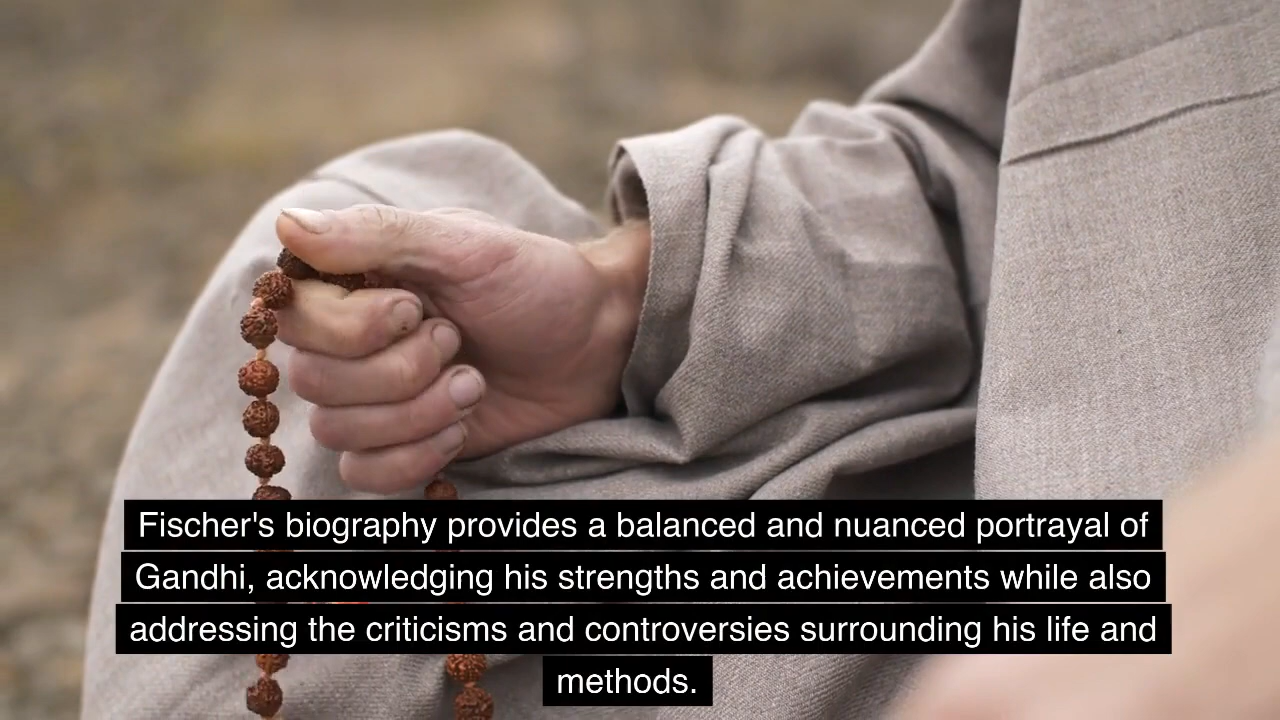 Fischer's biography provides a balanced and nuanced portrayal of
Gandhi, acknowledging his strengths and achievements while also
addressing the criticisms and controversies surrounding his life and
methods.